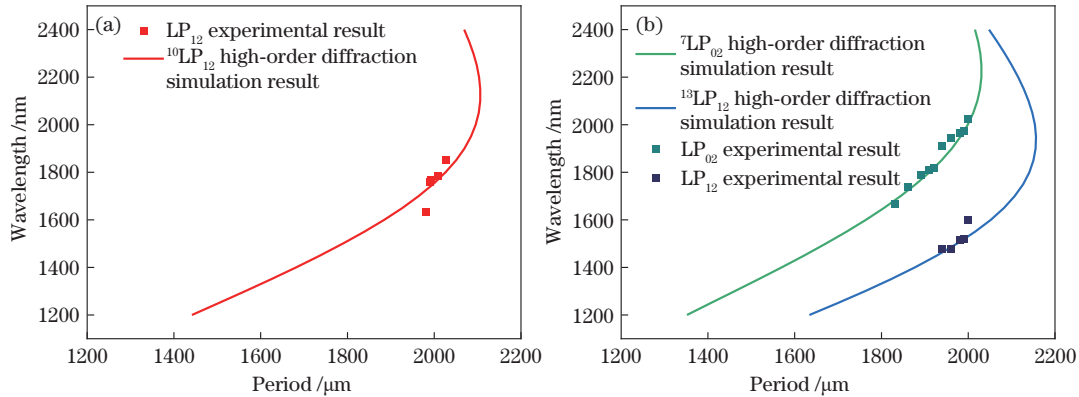 (a)
LP₁₂ experimental result
¹⁰LP₁₂ high-order diffraction
simulation result
2400
2200
2000
1800
1600
1400
1200
Wavelength /nm
1200 1400 1600 1800 2000 2200
Period /μm
(b)
⁷LP₀₂ high-order diffraction
simulation result
¹³LP₁₂ high-order diffraction
simulation result
LP₀₂ experimental result
LP₁₂ experimental result
2400
2200
2000
1800
1600
1400
1200
Wavelength /nm
1200 1400 1600 1800 2000 2200
Period /μm